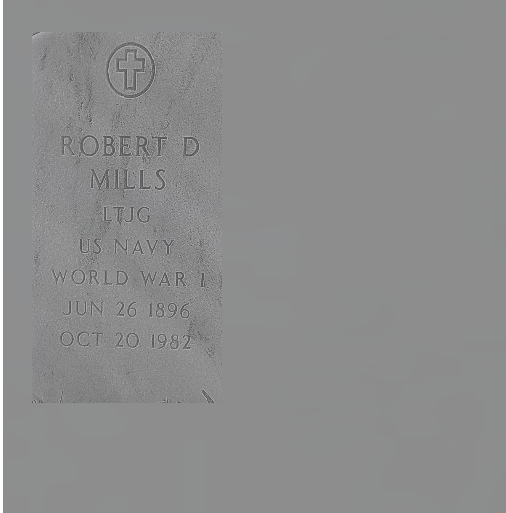 ROBERT D
MILLS
LTJG
US NAVY
WORLD WAR I
JUN 26 1896
OCT 20 1982